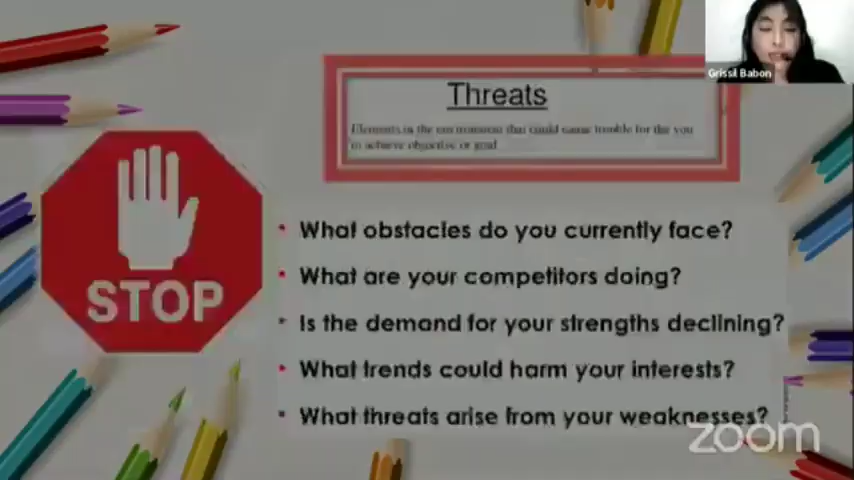 Grissil Babon
Threats
Elements in the environment that could cause trouble for the you
to achieve objective or goal
STOP
• What obstacles do you currently face?
• What are your competitors doing?
• Is the demand for your strengths declining?
• What trends could harm your interests?
• What threats arise from your weaknesses?
zoom